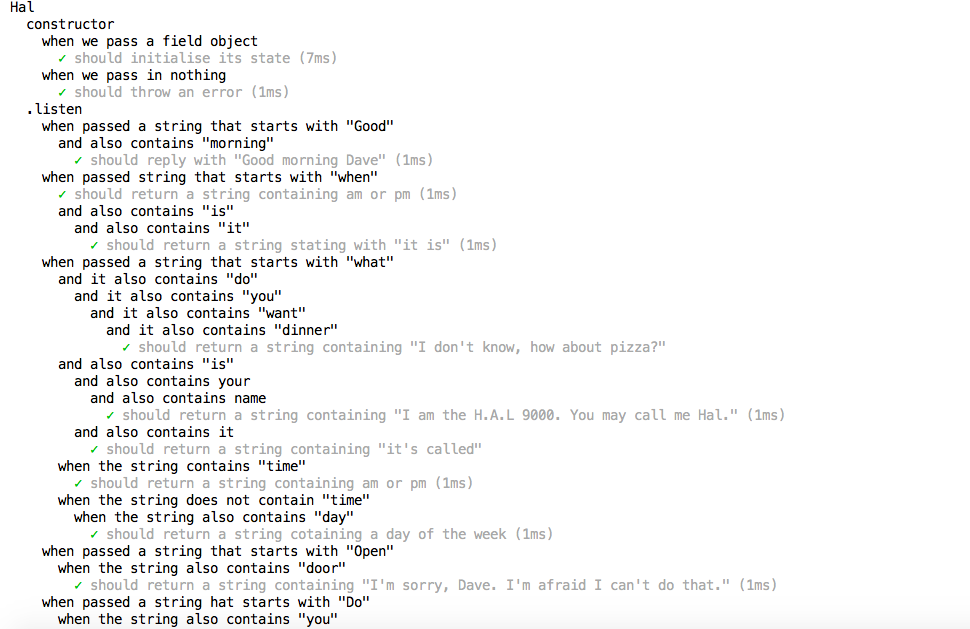 Hal
constructor
when we pass a field object
✓ should initialise its state (7ms)
when we pass in nothing
✓ should throw an error (1ms)
.listen
when passed a string that starts with "Good"
and also contains "morning"
✓ should reply with "Good morning Dave" (1ms)
when passed string that starts with "when"
✓ should return a string containing am or pm (1ms)
and also contains "is"
and also contains "it"
✓ should return a string stating with "it is" (1ms)
when passed a string that starts with "what"
and it also contains "do"
and it also contains "you"
and it also contains "want"
and it also contains "dinner"
✓ should return a string containing "I don't know, how about pizza?"
and also contains "is"
and also contains your
and also contains name
✓ should return a string containing "I am the H.A.L 9000. You may call me Hal." (1ms)
and also contains it
✓ should return a string containing "it's called"
when the string contains "time"
✓ should return a string containing am or pm (1ms)
when the string does not contain "time"
when the string also contains "day"
✓ should return a string cotaining a day of the week (1ms)
when passed a string that starts with "Open"
when the string also contains "door"
✓ should return a string containing "I'm sorry, Dave. I'm afraid I can't do that." (1ms)
when passed a string hat starts with "Do"
when the string also contains "you"